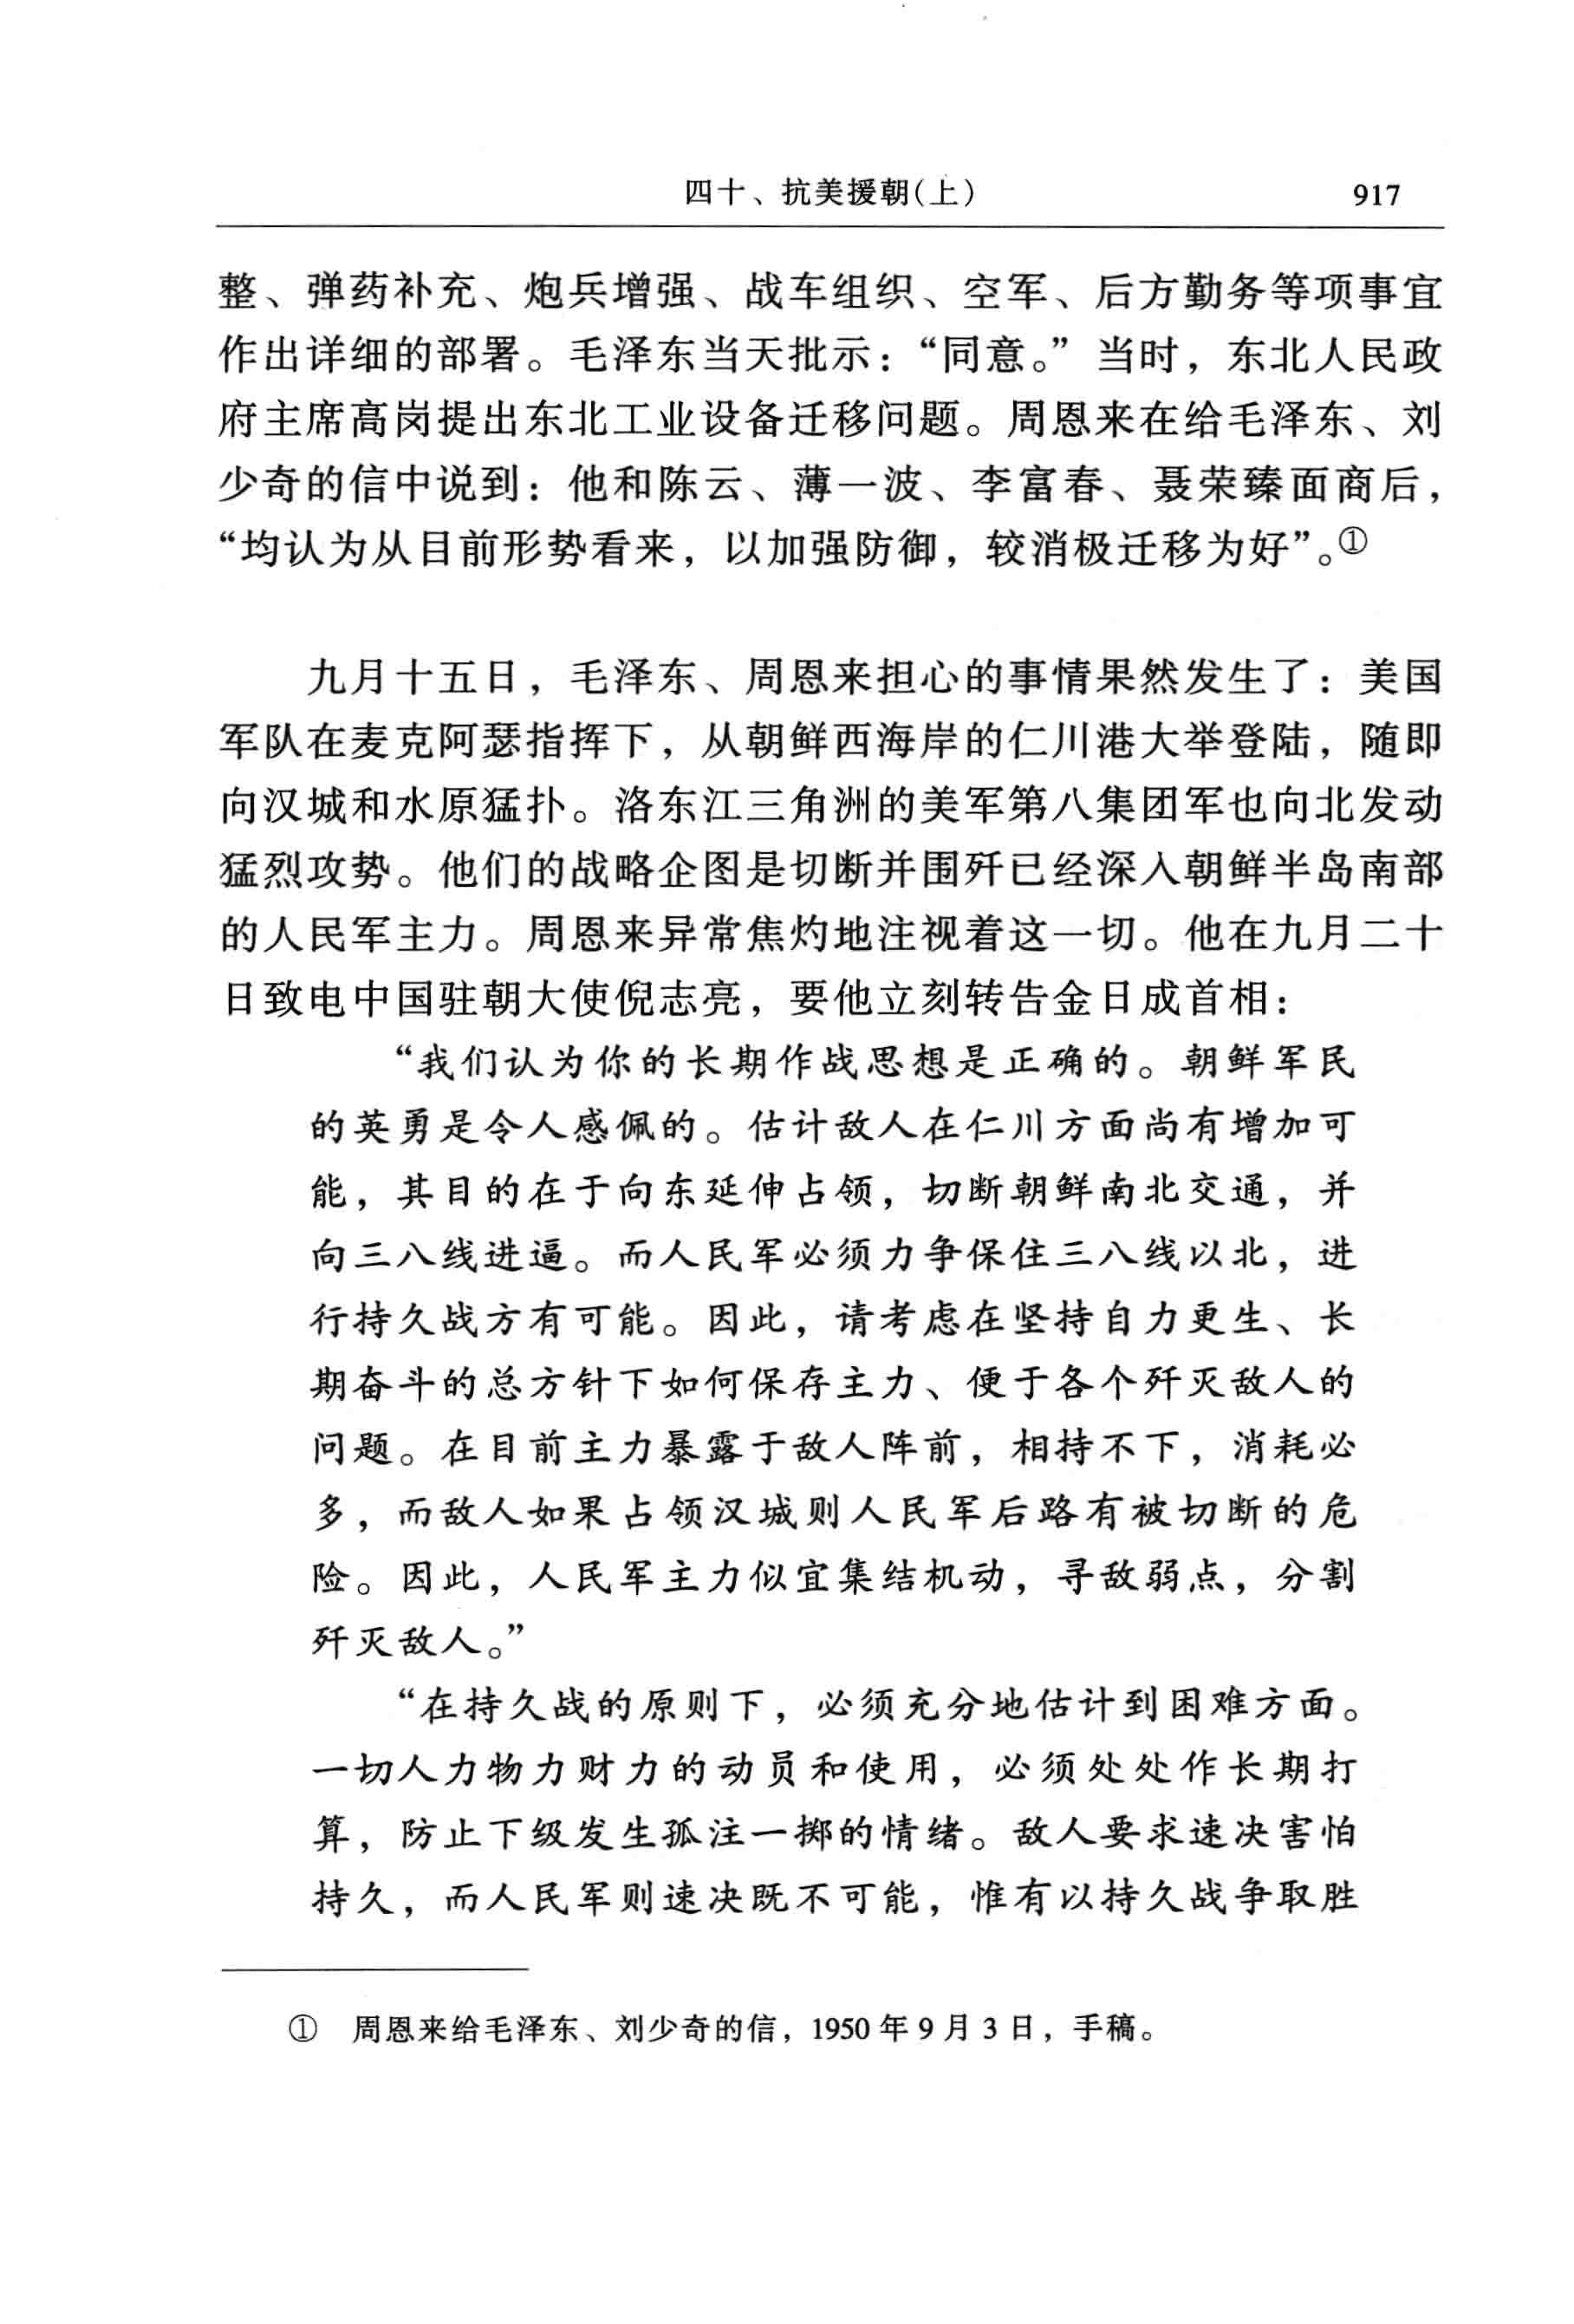 四十、抗美援朝(上) 917
整、弹药补充、炮兵增强、战车组织、空军、后方勤务等项事宜
作出详细的部署。毛泽东当天批示：“同意。”当时，东北人民政
府主席高岗提出东北工业设备迁移问题。周恩来在给毛泽东、刘
少奇的信中说到：他和陈云、薄一波、李富春、聂荣臻面商后，
“均认为从目前形势看来，以加强防御，较消极迁移为好”。①
九月十五日，毛泽东、周恩来担心的事情果然发生了：美国
军队在麦克阿瑟指挥下，从朝鲜西海岸的仁川港大举登陆，随即
向汉城和水原猛扑。洛东江三角洲的美军第八集团军也向北发动
猛烈攻势。他们的战略企图是切断并围歼已经深入朝鲜半岛南部
的人民军主力。周恩来异常焦灼地注视着这一切。他在九月二十
日致电中国驻朝大使倪志亮，要他立刻转告金日成首相：
“我们认为你的长期作战思想是正确的。朝鲜军民
的英勇是令人感佩的。估计敌人在仁川方面尚有增加可
能，其目的在于向东延伸占领，切断朝鲜南北交通，并
向三八线进逼。而人民军必须力争保住三八线以北，进
行持久战方有可能。因此，请考虑在坚持自力更生、长
期奋斗的总方针下如何保存主力、便于各个歼灭敌人的
问题。在目前主力暴露于敌人阵前，相持不下，消耗必
多，而敌人如果占领汉城则人民军后路有被切断的危
险。因此，人民军主力似宜集结机动，寻敌弱点，分割
歼灭敌人。”
“在持久战的原则下，必须充分地估计到困难方面。
一切人力物力财力的动员和使用，必须处处作长期打
算，防止下级发生孤注一掷的情绪。敌人要求速决害怕
持久，而人民军则速决既不可能，惟有以持久战争取胜
① 周恩来给毛泽东、刘少奇的信，1950年9月3日，手稿。